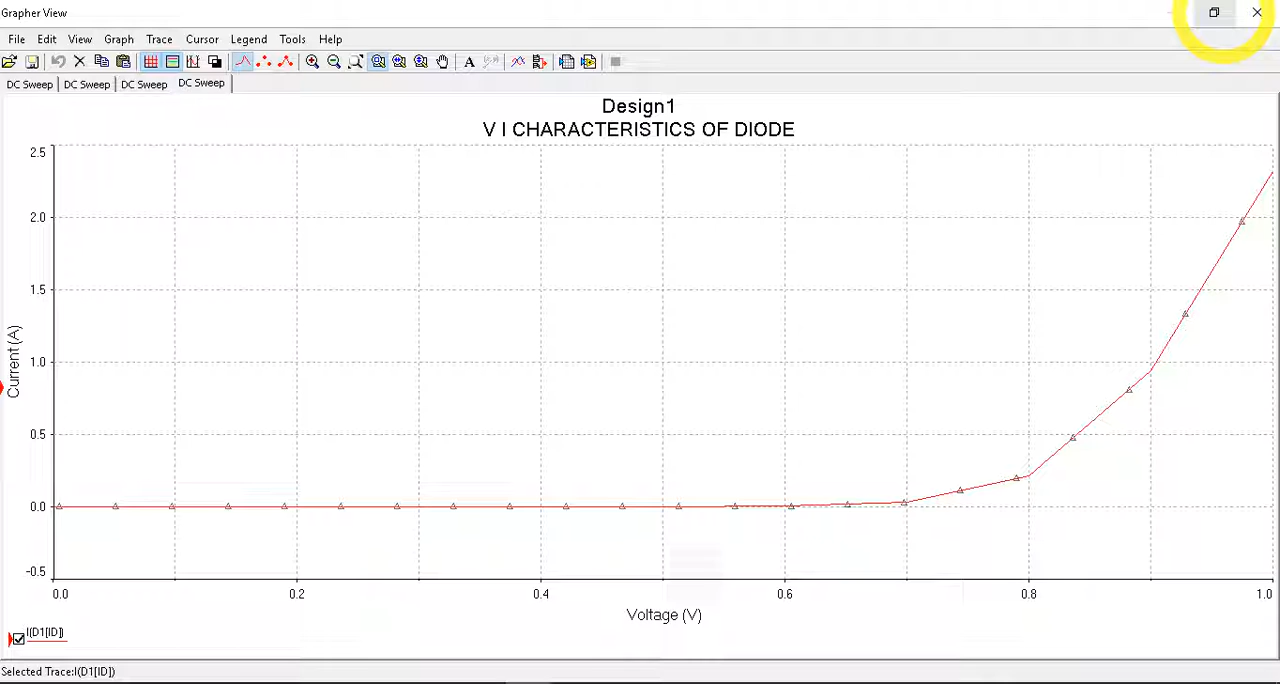 Grapher View
File Edit View Graph Trace Cursor Legend Tools Help
A
DC Sweep DC Sweep DC Sweep DC Sweep
Design1
V I CHARACTERISTICS OF DIODE
2.5
2.0
1.5
1.0
0.5
0.0
-0.5
Current (A)
0.0 0.2 0.4 0.6 0.8 1.0
Voltage (V)
I(D1[ID])
Selected Trace:I(D1[ID])